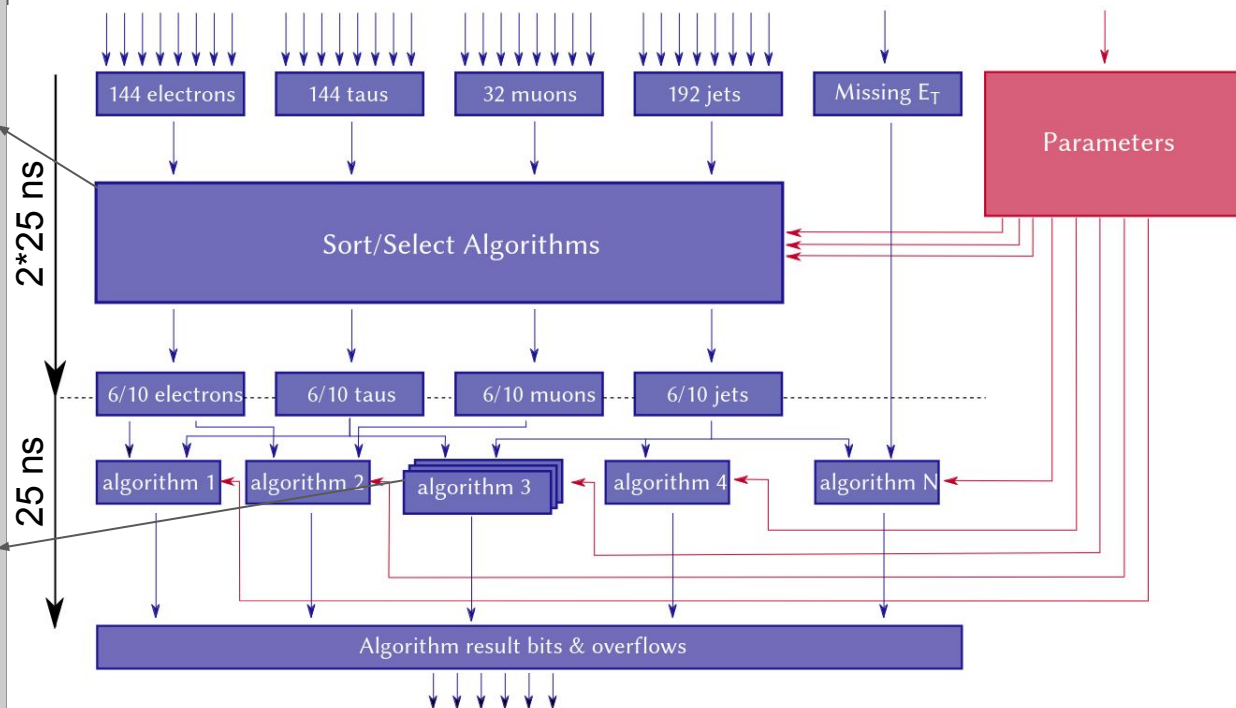 144 electrons
144 taus
32 muons
192 jets
Missing E_T
Parameters
2*25 ns
Sort/Select Algorithms
6/10 electrons
6/10 taus
6/10 muons
6/10 jets
25 ns
algorithm 1
algorithm 2
algorithm 3
algorithm 4
algorithm N
Algorithm result bits & overflows